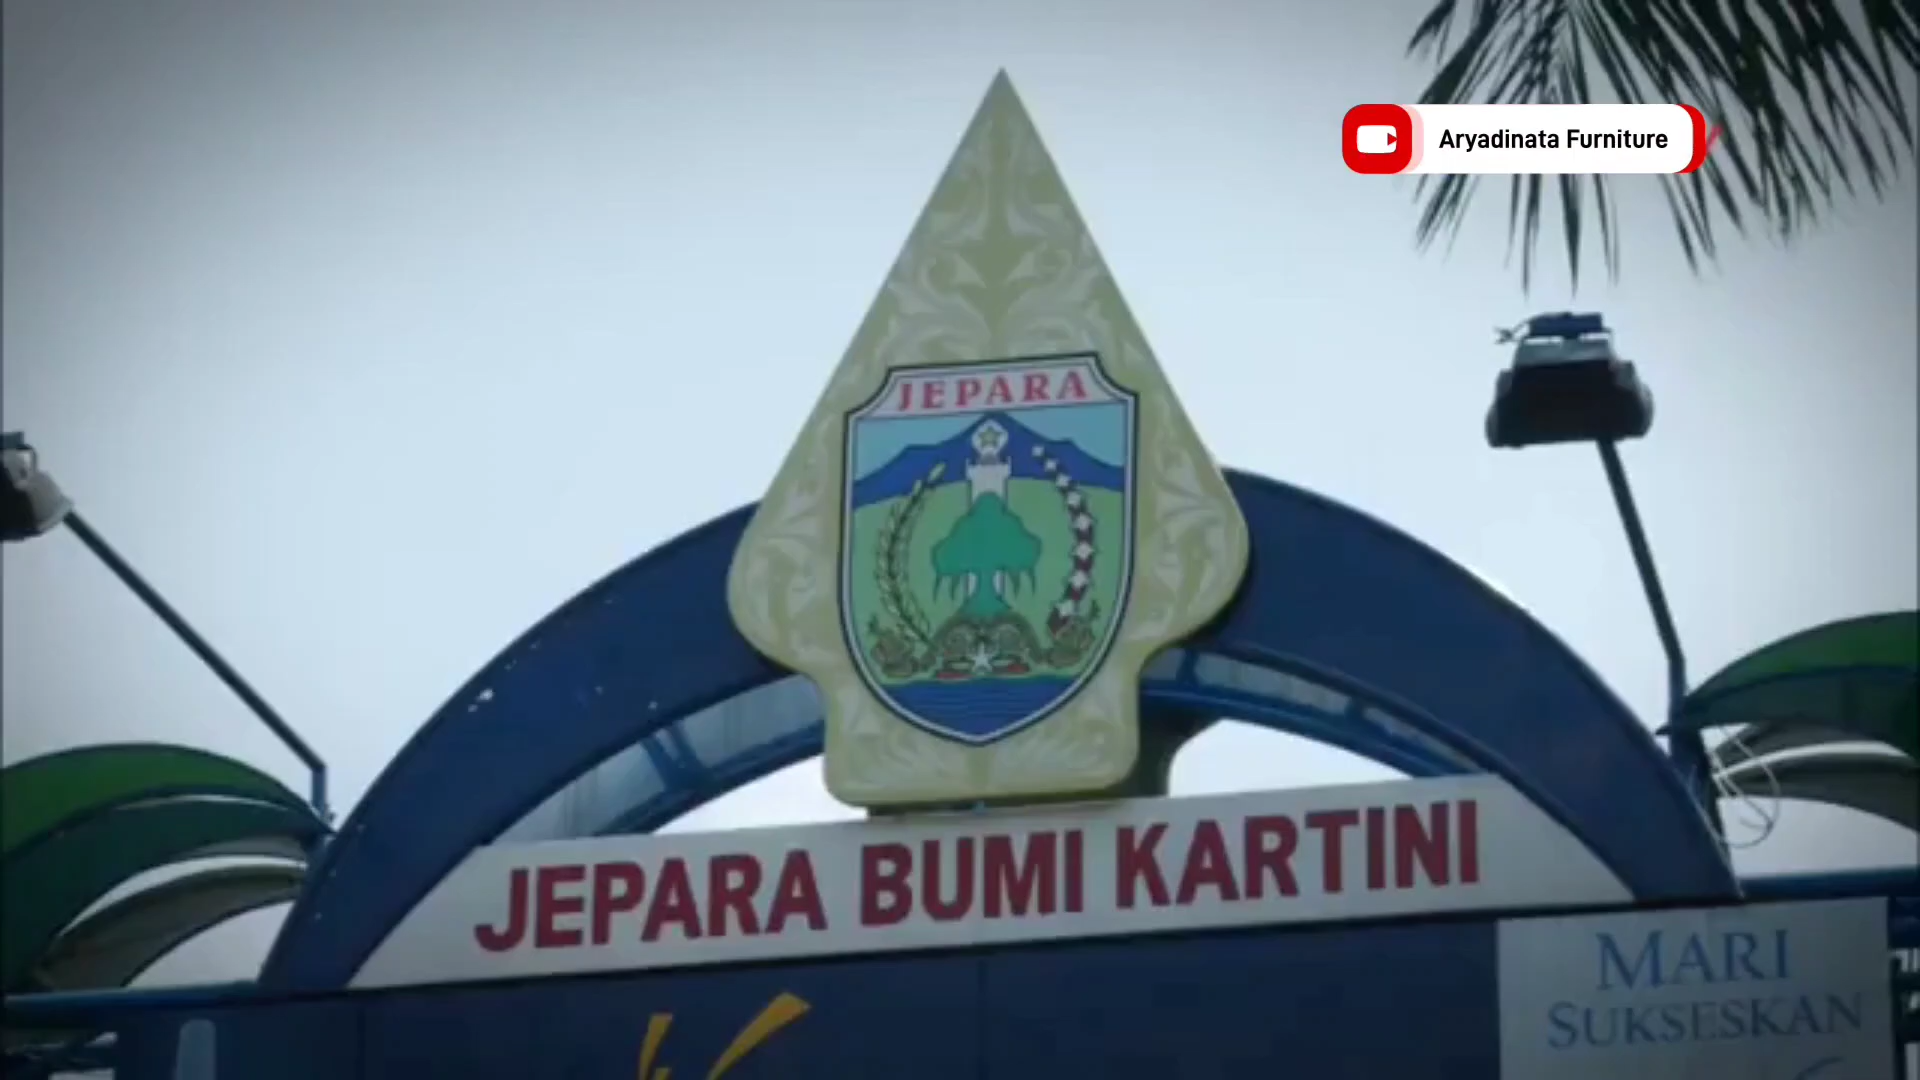 Aryadinata Furniture
JEPARA
JEPARA BUMI KARTINI
MARI
SUKSESKAN